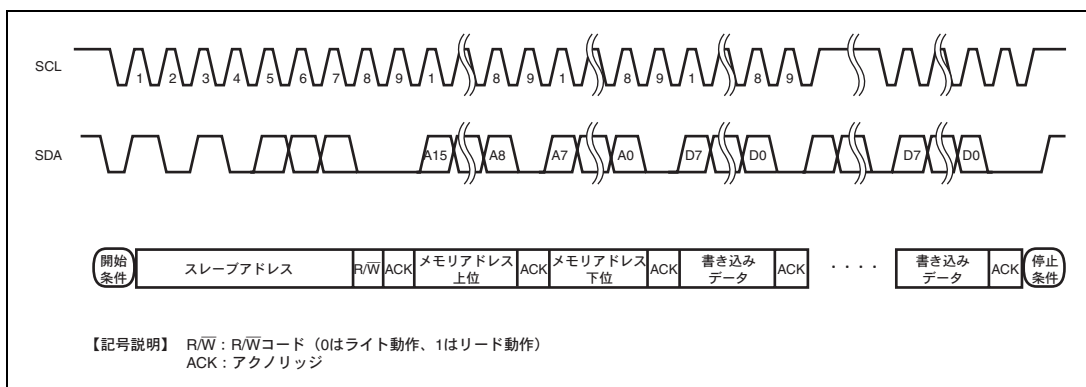 SCL
1 2 3 4 5 6 7 8 9 1 8 9 1 8 9 1 8 9
SDA
A15 A8 A7 A0 D7 D0 D7 D0
開始条件 スレーブアドレス R/W̅ ACK メモリアドレス上位 ACK メモリアドレス下位 ACK 書き込みデータ ACK ・・・・ 書き込みデータ ACK 停止条件
【記号説明】 R/W̅:R/W̅コード(0はライト動作、1はリード動作)
ACK:アクノリッジ